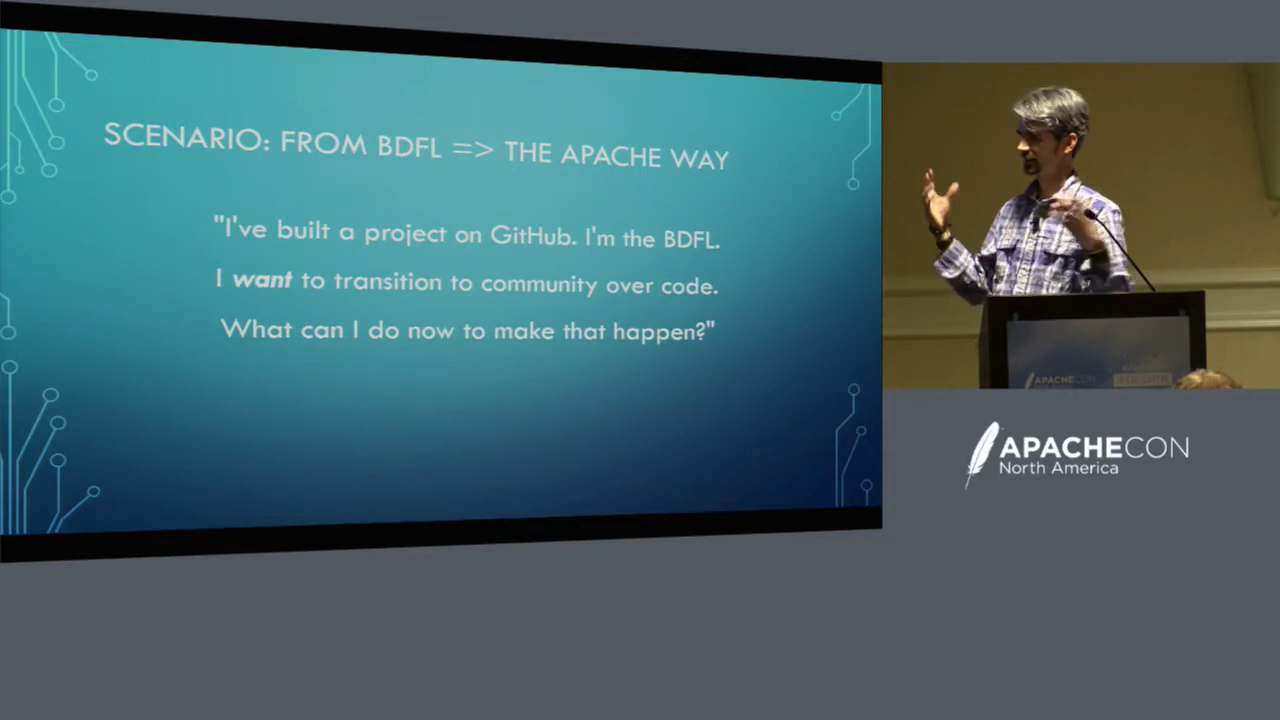 SCENARIO: FROM BDFL => THE APACHE WAY
"I've built a project on GitHub. I'm the BDFL.
I want to transition to community over code.
What can I do now to make that happen?"
APACHECON
APACHECON
North America